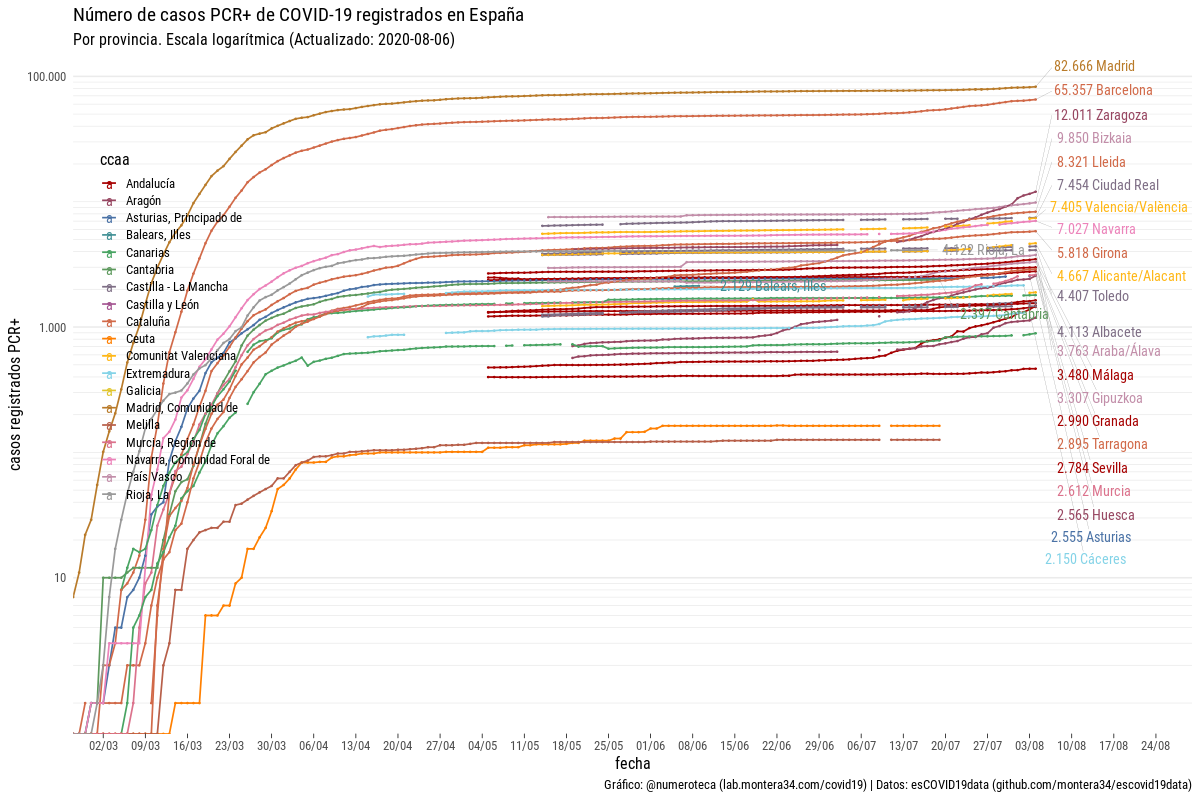 Número de casos PCR+ de COVID-19 registrados en España
Por provincia. Escala logarítmica (Actualizado: 2020-08-06)
100.000
1.000
10
casos registrados PCR+
ccaa
a Andalucía
a Aragón
a Asturias, Principado de
a Balears, Illes
a Canarias
a Cantabria
a Castilla - La Mancha
a Castilla y León
a Cataluña
a Ceuta
a Comunitat Valenciana
a Extremadura
a Galicia
a Madrid, Comunidad de
a Melilla
a Murcia, Región de
a Navarra, Comunidad Foral de
a País Vasco
a Rioja, La
82.666 Madrid
65.357 Barcelona
12.011 Zaragoza
9.850 Bizkaia
8.321 Lleida
7.454 Ciudad Real
7.405 Valencia/València
7.027 Navarra
4.122 Rioja, La
5.818 Girona
4.667 Alicante/Alacant
2.129 Balears, Illes
4.407 Toledo
2.397 Cantabria
4.113 Albacete
3.763 Araba/Álava
3.480 Málaga
3.307 Gipuzkoa
2.990 Granada
2.895 Tarragona
2.784 Sevilla
2.612 Murcia
2.565 Huesca
2.555 Asturias
2.150 Cáceres
02/03 09/03 16/03 23/03 30/03 06/04 13/04 20/04 27/04 04/05 11/05 18/05 25/05 01/06 08/06 15/06 22/06 29/06 06/07 13/07 20/07 27/07 03/08 10/08 17/08 24/08
fecha
Gráfico: @numeroteca (lab.montera34.com/covid19) | Datos: esCOVID19data (github.com/montera34/escovid19data)